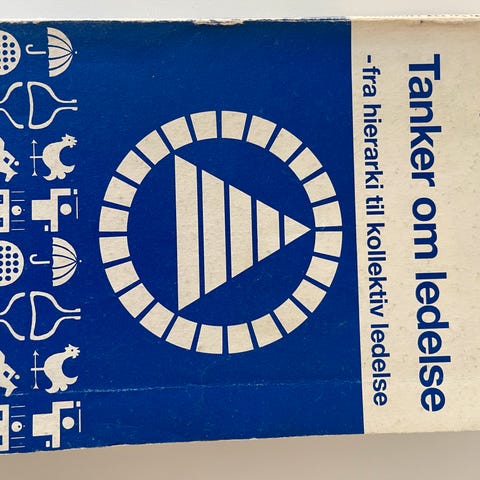 Tanker om ledelse
-fra hierarki til kollektiv ledelse